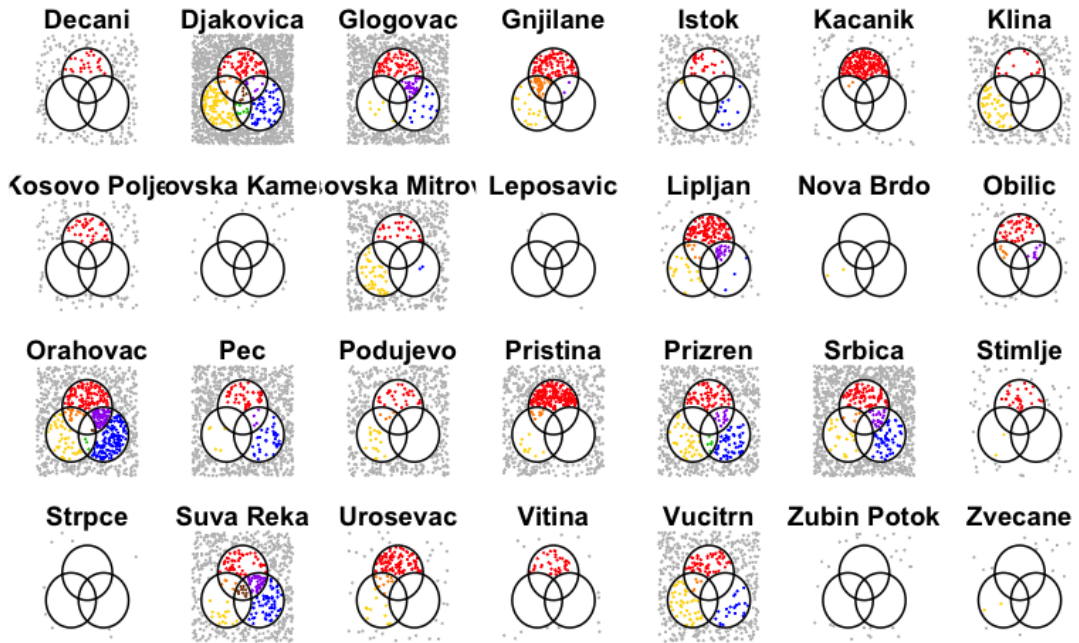 Decani Djakovica Glogovac Gnjilane Istok Kacanik Klina
Kosovo Polje ovska Kame sovska Mitrov Leposavic Lipljan Nova Brdo Obilic
Orahovac Pec Podujevo Pristina Prizren Srbica Stimlje
Strpce Suva Reka Urosevac Vitina Vucitrn Zubin Potok Zvecane